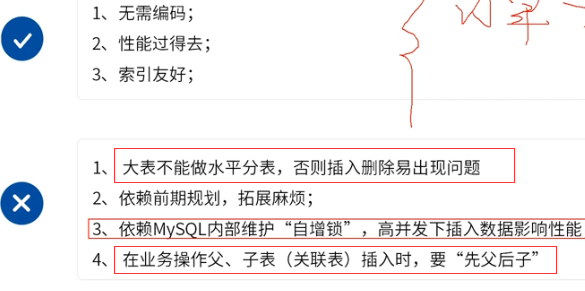 1、无需编码；
2、性能过得去；
3、索引友好；
1、大表不能做水平分表，否则插入删除易出现问题
2、依赖前期规划，拓展麻烦；
3、依赖MySQL内部维护“自增锁”，高并发下插入数据影响性能
4、在业务操作父、子表（关联表）插入时，要“先父后子”